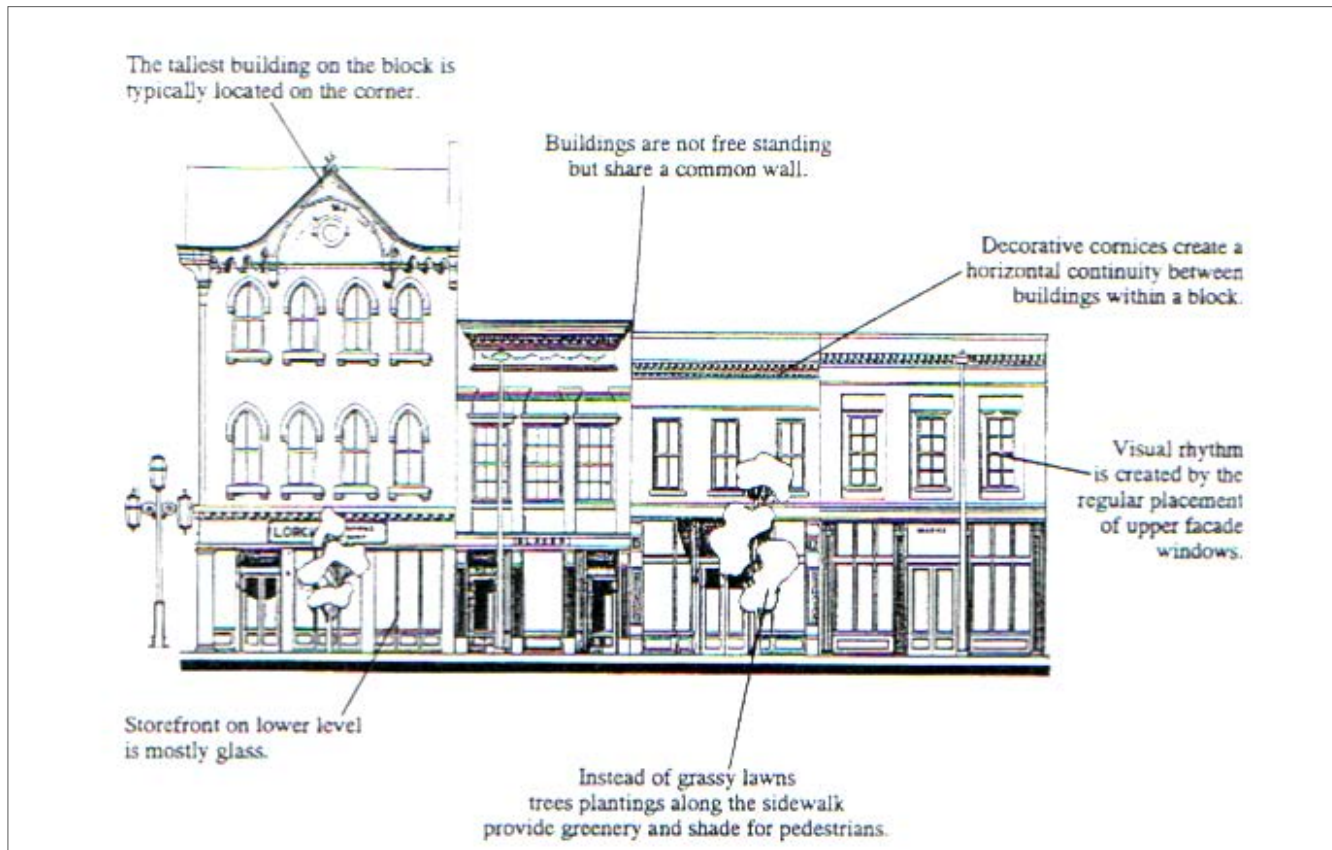 The tallest building on the block is
typically located on the corner.
Buildings are not free standing
but share a common wall.
Decorative cornices create a
horizontal continuity between
buildings within a block.
Visual rhythm
is created by the
regular placement
of upper facade
windows.
Storefront on lower level
is mostly glass.
Instead of grassy lawns
trees plantings along the sidewalk
provide greenery and shade for pedestrians.